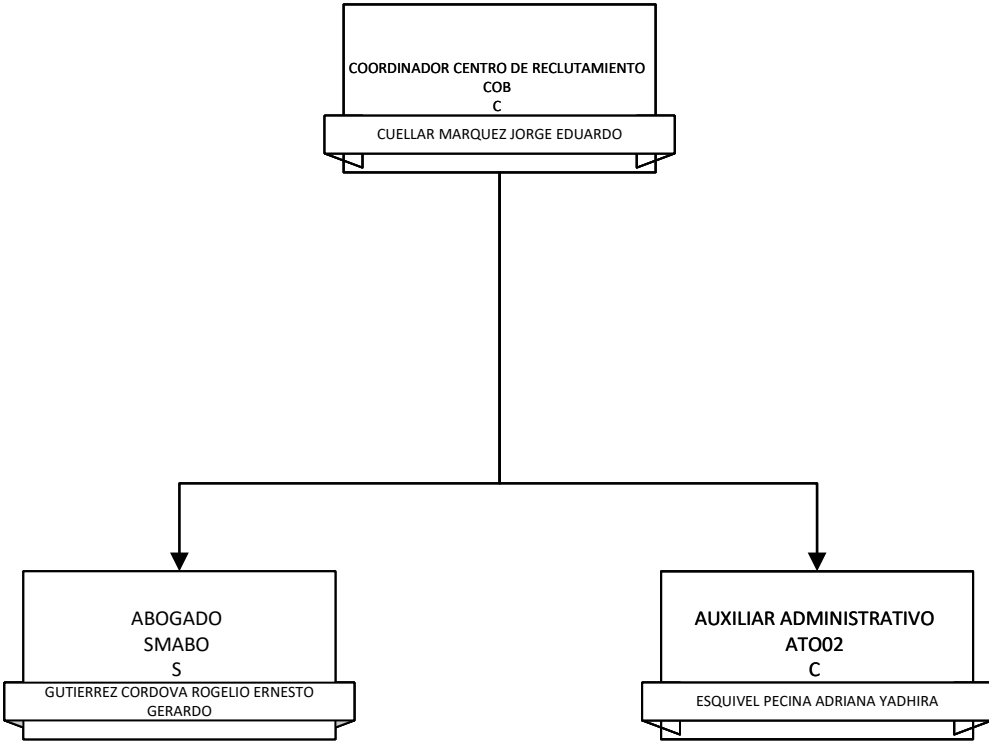 COORDINADOR CENTRO DE RECLUTAMIENTO
COB
C
CUELLAR MARQUEZ JORGE EDUARDO
ABOGADO
SMABO
S
GUTIERREZ CORDOVA ROGELIO ERNESTO
GERARDO
AUXILIAR ADMINISTRATIVO
ATO02
C
ESQUIVEL PECINA ADRIANA YADHIRA